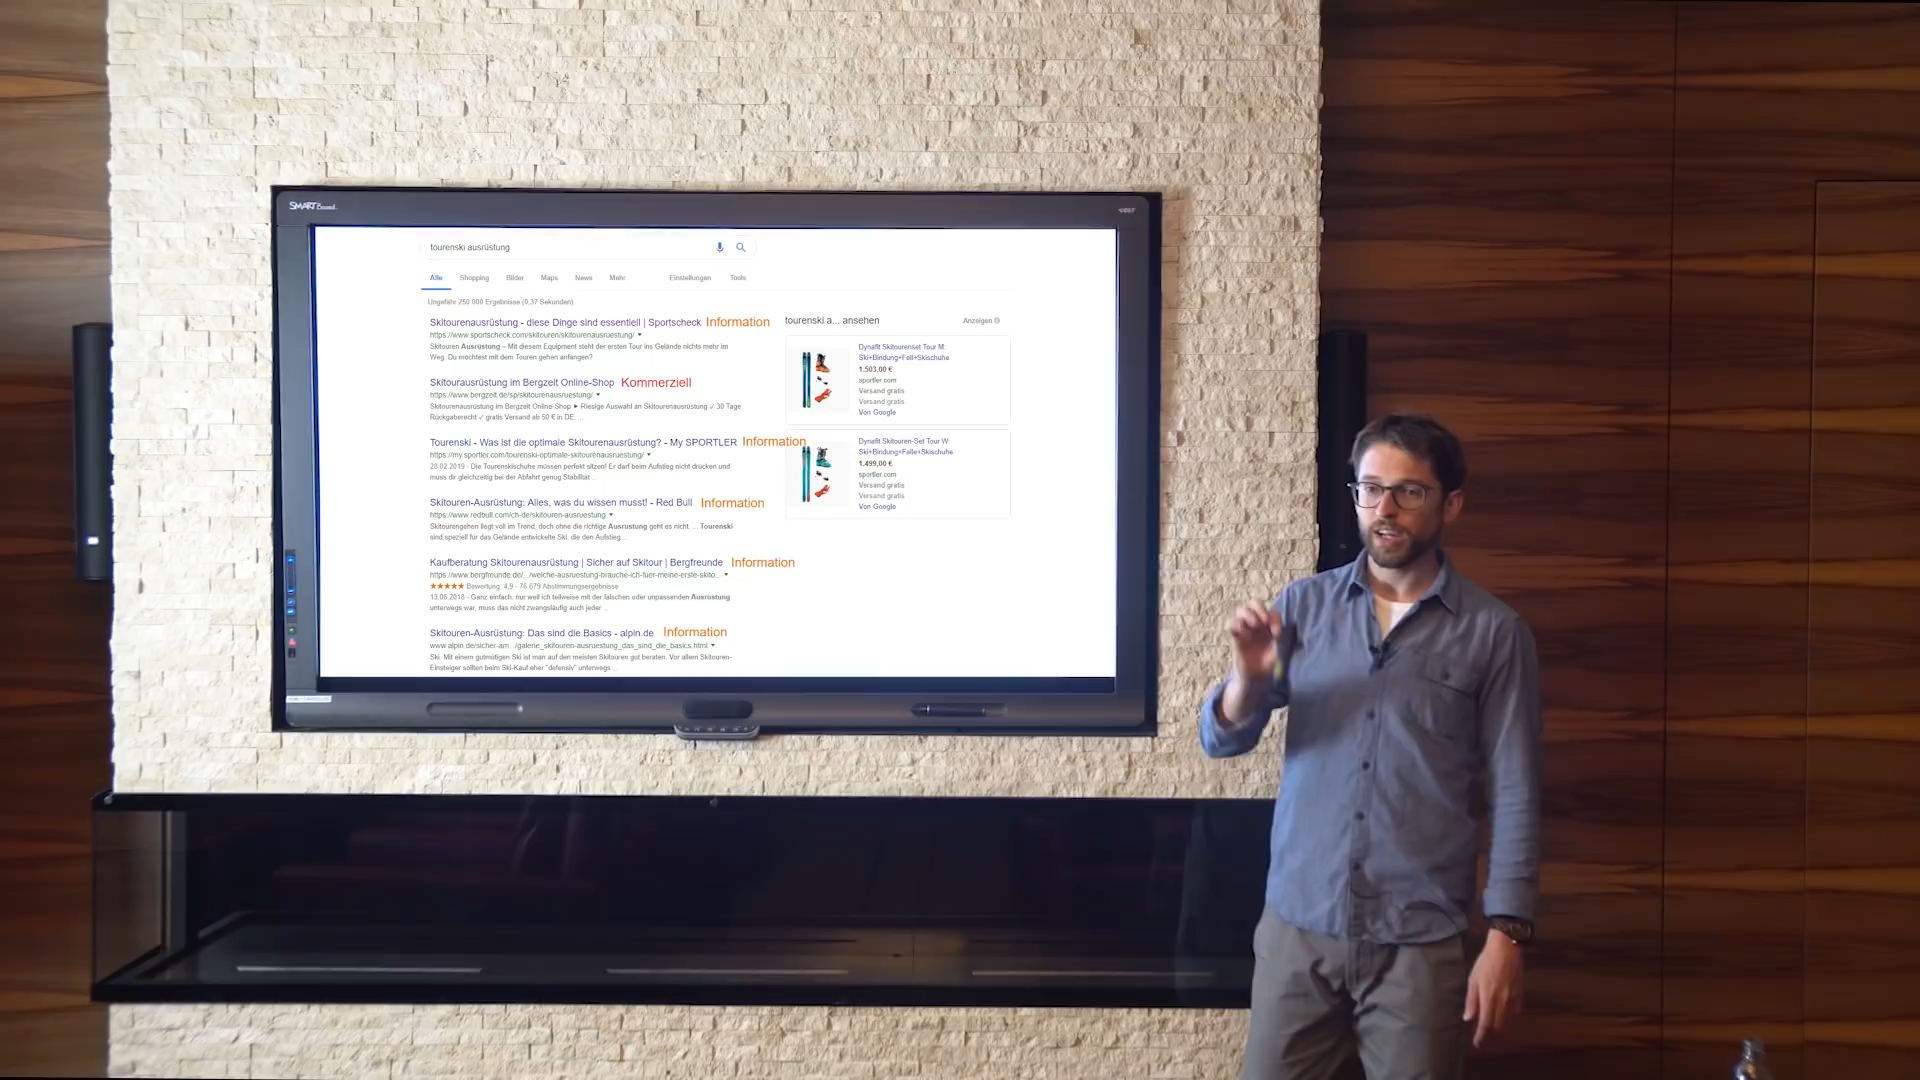 SMART Board
tourenski ausrüstung
Alle Shopping Bilder Maps News Mehr Einstellungen Tools
Ungefähr 250 000 Ergebnisse (0,37 Sekunden)
Skitourenausrüstung - diese Dinge sind essentiell | Sportscheck Information
https://www.sportscheck.com/skitouren/skitourenausruestung/
Skitouren Ausrüstung – Mit diesem Equipment steht der ersten Tour ins Gelände nichts mehr im
Weg. Du möchtest mit dem Touren gehen anfangen?
Skitourausrüstung im Bergzeit Online-Shop Kommerziell
https://www.bergzeit.de/sp/skitourenausruestung/
Skitourenausrüstung im Bergzeit Online-Shop ► Riesige Auswahl an Skitourenausrüstung ✓ 30 Tage
Rückgaberecht ✓ gratis Versand ab 50 € in DE. ...
Tourenski - Was ist die optimale Skitourenausrüstung? - My SPORTLER Information
https://my.sportler.com/tourenski-optimale-skitourenausruestung/
28.02.2019 - Die Tourenskischuhe müssen perfekt sitzen! Er darf beim Aufstieg nicht drücken und
muss dir gleichzeitig bei der Abfahrt genug Stabilität ...
Skitouren-Ausrüstung: Alles, was du wissen musst! - Red Bull Information
https://www.redbull.com/ch-de/skitouren-ausruestung
Skitourengehen liegt voll im Trend, doch ohne die richtige Ausrüstung geht es nicht. ... Tourenski
sind speziell für das Gelände entwickelte Ski, die den Aufstieg ...
Kaufberatung Skitourenausrüstung | Sicher auf Skitour | Bergfreunde Information
https://www.bergfreunde.de/.../welche-ausruestung-brauche-ich-fuer-meine-erste-skito...
★★★★★ Bewertung: 4,9 - 76.679 Abstimmungsergebnisse
13.06.2018 - Ganz einfach, nur weil ich teilweise mit der falschen oder unpassenden Ausrüstung
unterwegs war, muss das nicht zwangsläufig auch jeder ...
Skitouren-Ausrüstung: Das sind die Basics - alpin.de Information
www.alpin.de/sicher-am.../galerie_skitouren-ausruestung_das_sind_die_basics.html
Ski. Mit einem gutmütigen Ski ist man auf den meisten Skitouren gut beraten. Vor allem Skitouren-
Einsteiger sollten beim Ski-Kauf eher "defensiv" unterwegs ...
tourenski a... ansehen Anzeigen
Dynafit Skitourenset Tour M:
Ski+Bindung+Fell+Skischuhe
1.503,00 €
sportler.com
Versand gratis
Versand gratis
Von Google
Dynafit Skitouren-Set Tour W:
Ski+Bindung+Felle+Skischuhe
1.499,00 €
sportler.com
Versand gratis
Versand gratis
Von Google